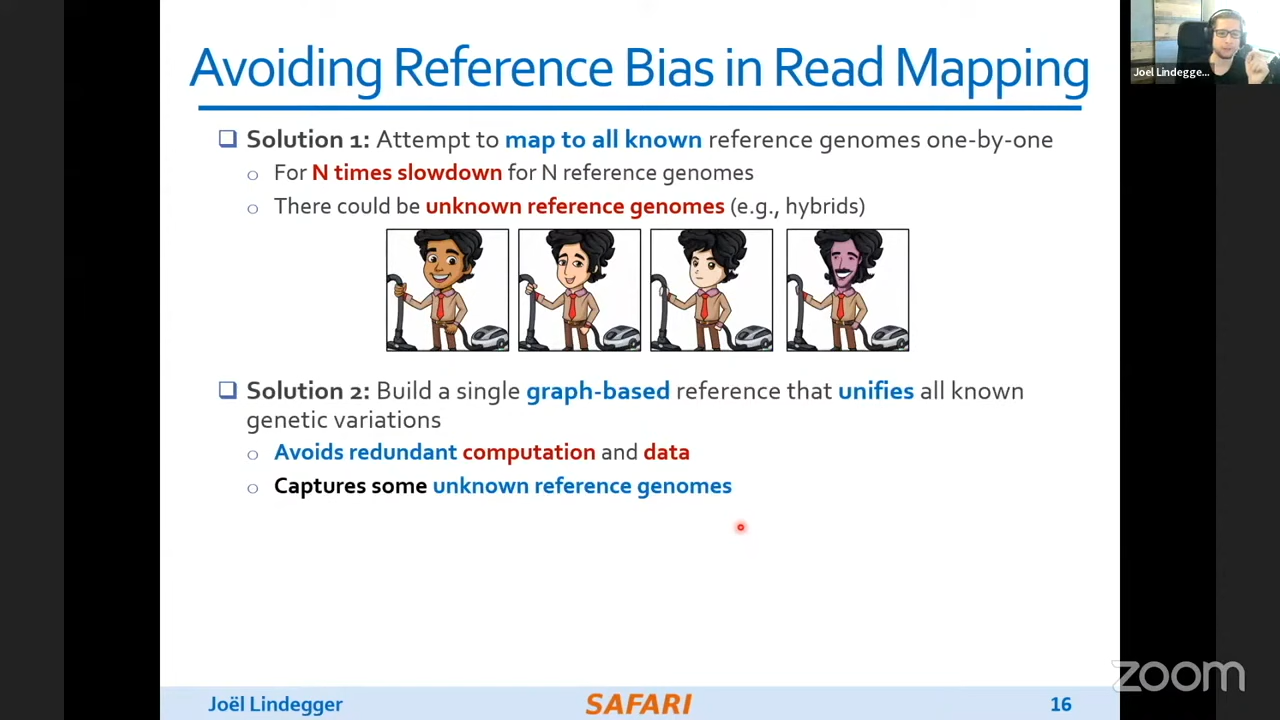 Avoiding Reference Bias in Read Mapping
Joel Lindegge...
❑ Solution 1: Attempt to map to all known reference genomes one-by-one
○ For N times slowdown for N reference genomes
○ There could be unknown reference genomes (e.g., hybrids)
❑ Solution 2: Build a single graph-based reference that unifies all known
genetic variations
○ Avoids redundant computation and data
○ Captures some unknown reference genomes
zoom
Joël Lindegger
SAFARI
16